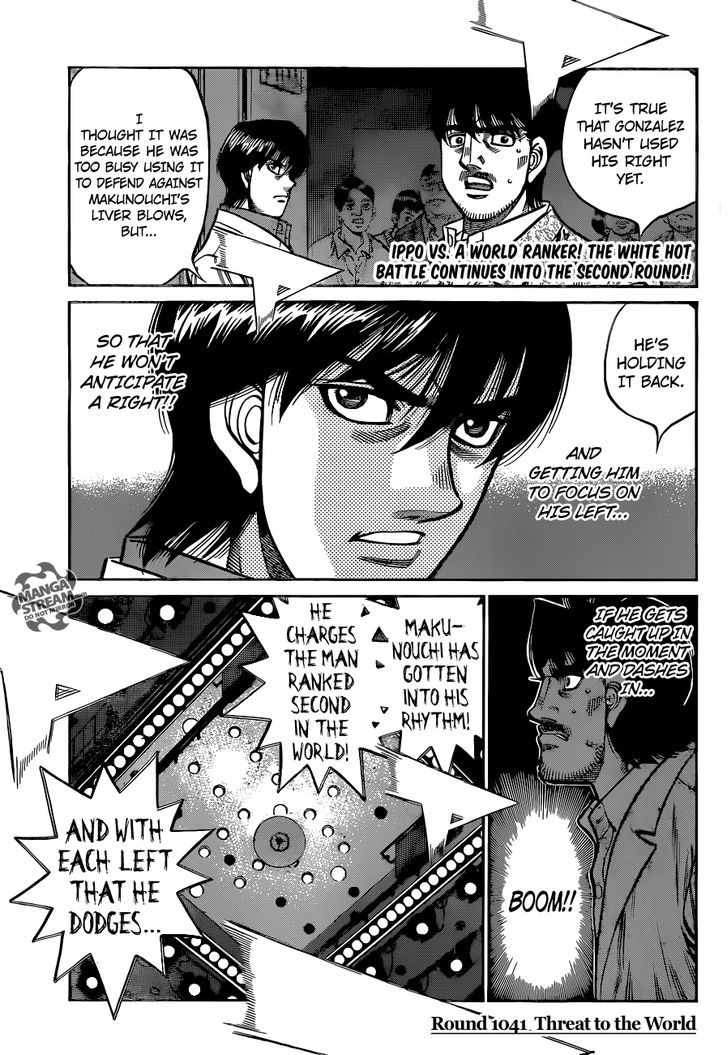 IT'S TRUE
THAT GONZALEZ
HASN'T USED
HIS RIGHT
YET.
I
THOUGHT IT WAS
BECAUSE HE WAS
TOO BUSY USING IT
TO DEFEND AGAINST
MAKUNOUCHI'S
LIVER BLOWS,
BUT...
IPPO VS. A WORLD RANKER! THE WHITE HOT
BATTLE CONTINUES INTO THE SECOND ROUND!!
HE'S
HOLDING
IT BACK.
AND
GETTING HIM
TO FOCUS ON
HIS LEFT...
SO THAT
HE WON'T
ANTICIPATE
A RIGHT!!
MANGA
STREAM.COM
DO NOT MIRROR
IF HE GETS
CAUGHT UP IN
THE MOMENT
AND DASHES
IN...
BOOM!!
MAKU-
NOUCHI HAS
GOTTEN
INTO HIS
RHYTHM!
HE
CHARGES
THE MAN
RANKED
SECOND
IN THE
WORLD!
AND WITH
EACH LEFT
THAT HE
DODGES...
Round 1041 Threat to the World